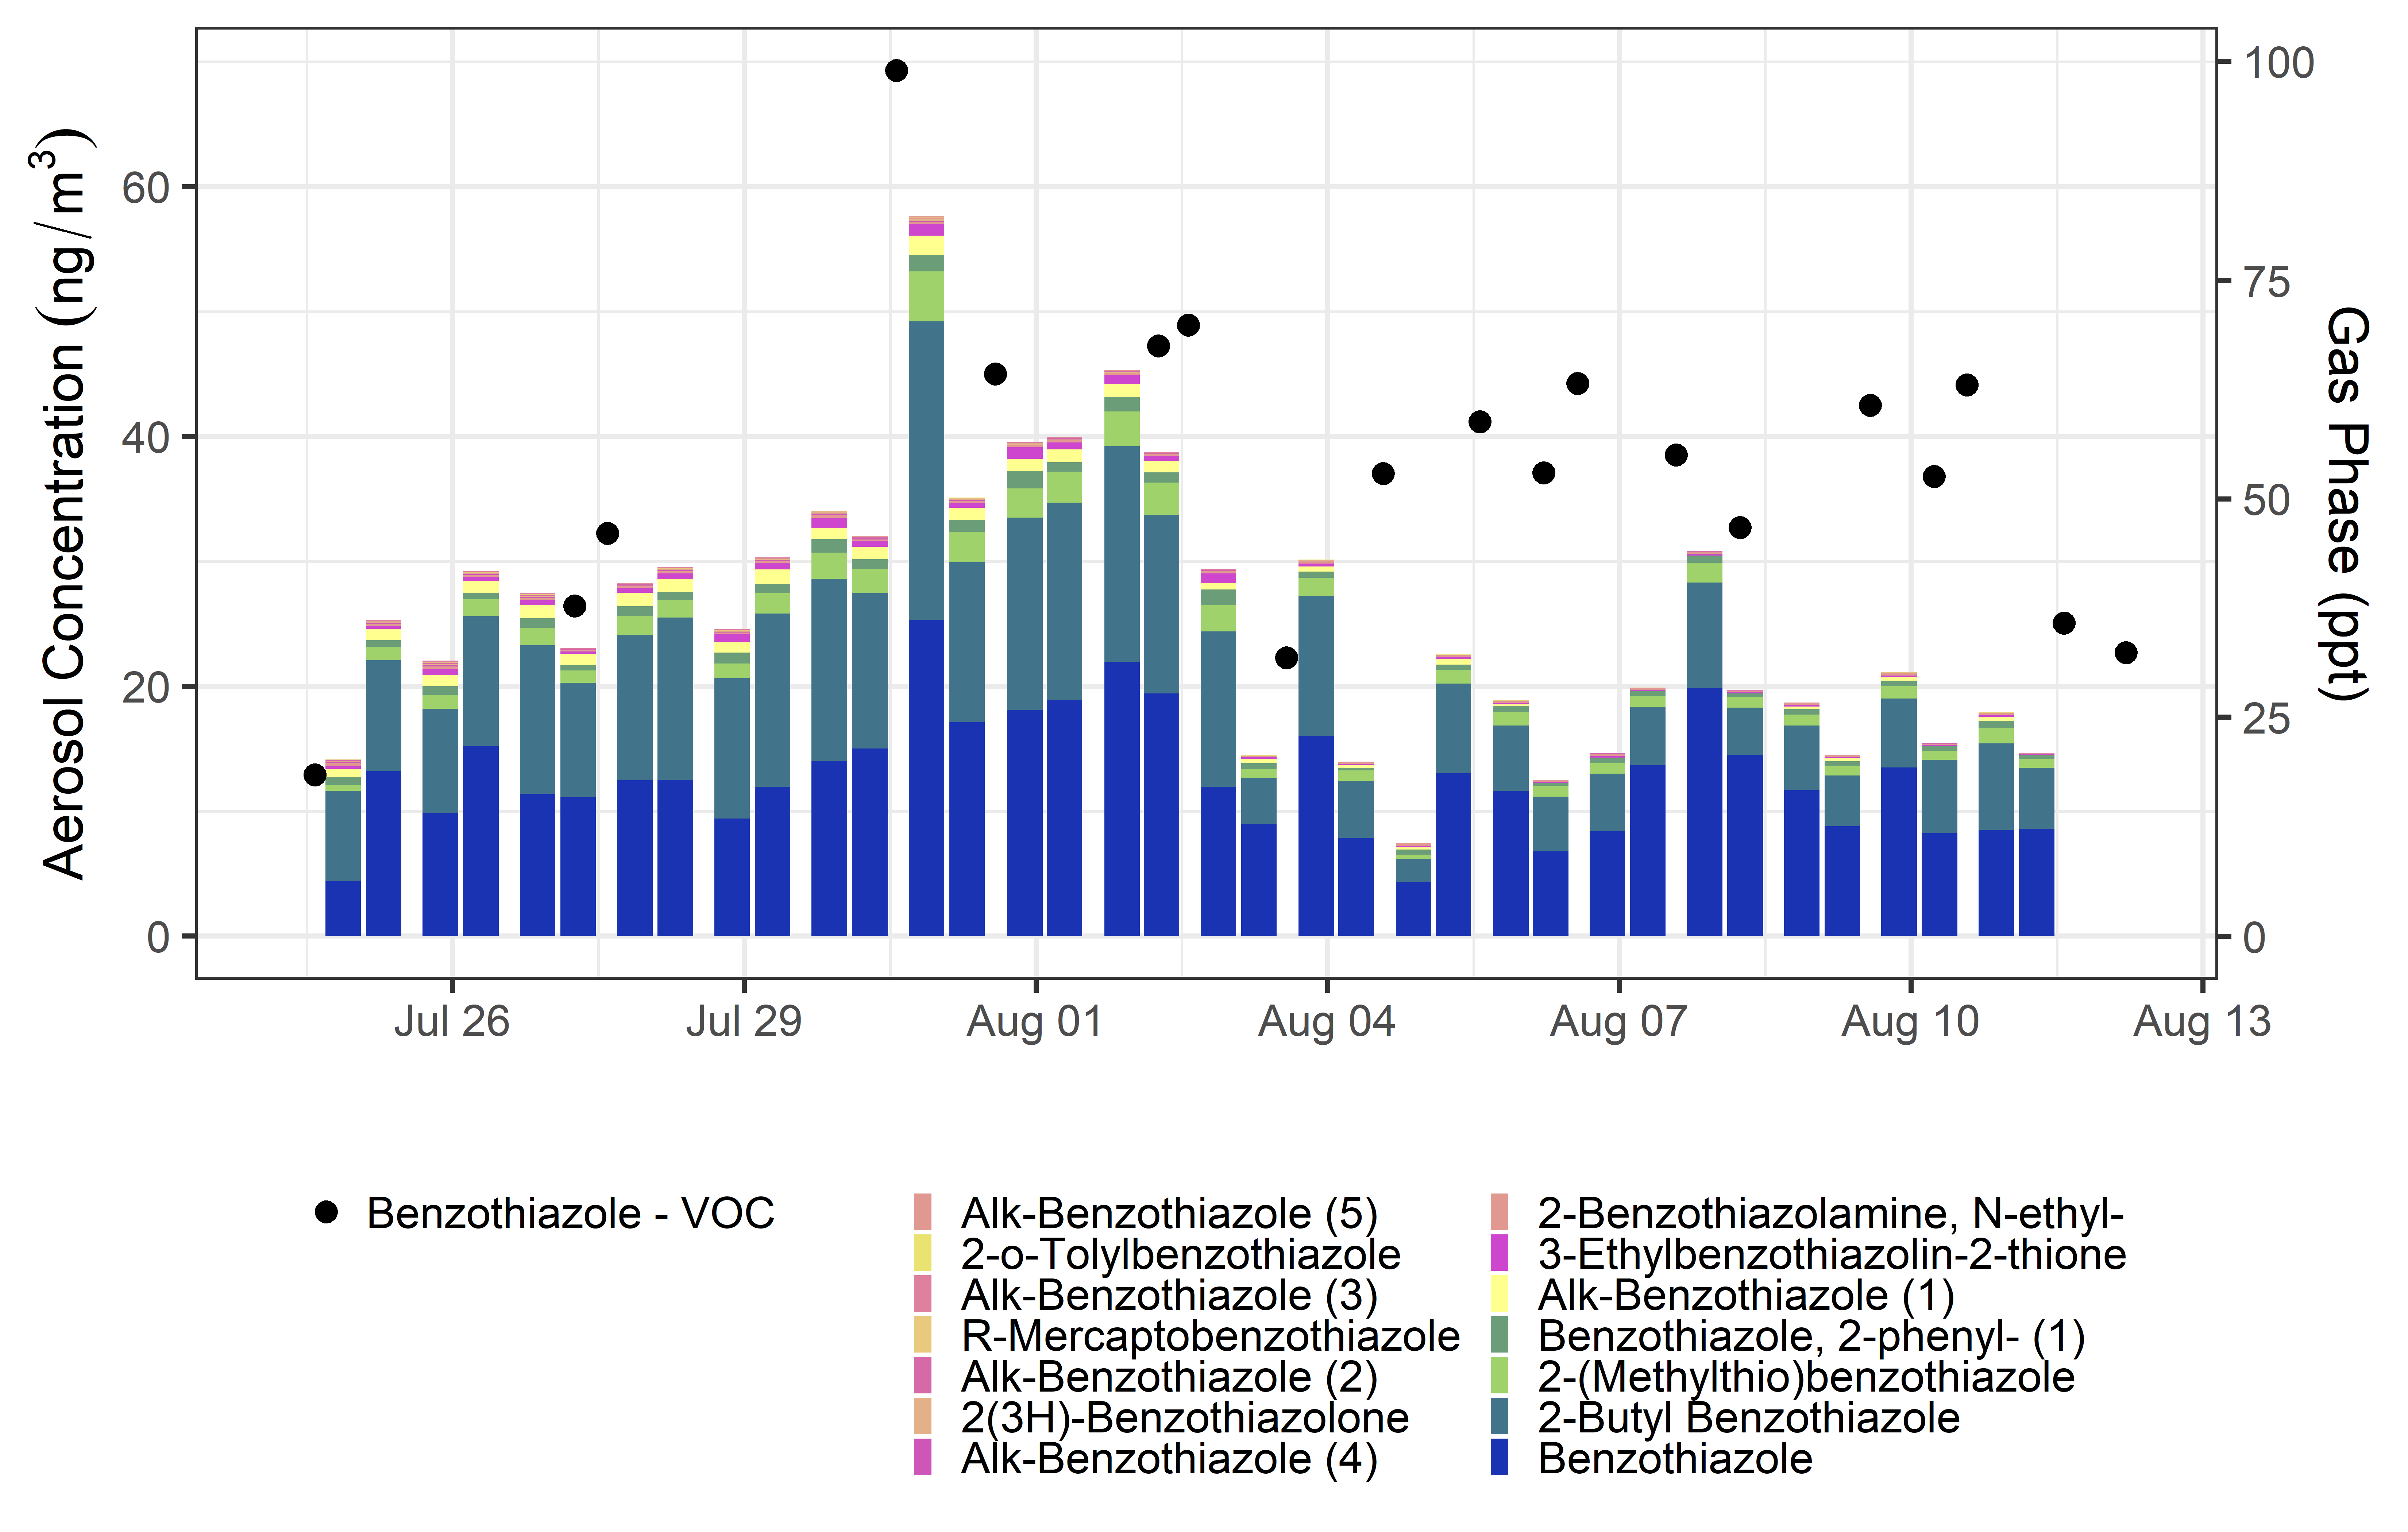 Aerosol Concentration ( ng / m³)
60
40
20
0
100
75
50
25
0
Gas Phase (ppt)
Jul 26 Jul 29 Aug 01 Aug 04 Aug 07 Aug 10 Aug 13
Benzothiazole - VOC
Alk-Benzothiazole (5)
2-o-Tolylbenzothiazole
Alk-Benzothiazole (3)
R-Mercaptobenzothiazole
Alk-Benzothiazole (2)
2(3H)-Benzothiazolone
Alk-Benzothiazole (4)
2-Benzothiazolamine, N-ethyl-
3-Ethylbenzothiazolin-2-thione
Alk-Benzothiazole (1)
Benzothiazole, 2-phenyl- (1)
2-(Methylthio)benzothiazole
2-Butyl Benzothiazole
Benzothiazole